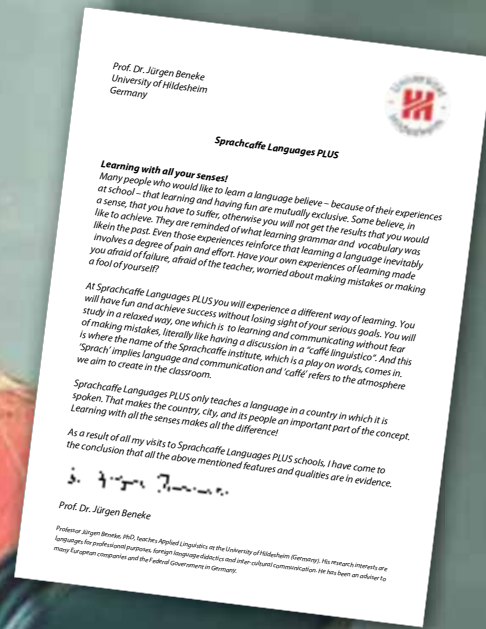 Prof. Dr. Jürgen Beneke
University of Hildesheim
Germany
Universität
Hildesheim
Sprachcaffe Languages PLUS
Learning with all your senses!
Many people who would like to learn a language believe – because of their experiences
at school – that learning and having fun are mutually exclusive. Some believe, in
a sense, that you have to suffer, otherwise you will not get the results that you would
like to achieve. They are reminded of what learning grammar and vocabulary was
likein the past. Even those experiences reinforce that learning a language inevitably
involves a degree of pain and effort. Have your own experiences of learning made
you afraid of failure, afraid of the teacher, worried about making mistakes or making
a fool of yourself?
At Sprachcaffe Languages PLUS you will experience a different way of learning. You
will have fun and achieve success without losing sight of your serious goals. You will
study in a relaxed way, one which is to learning and communicating without fear
of making mistakes, literally like having a discussion in a "caffé linguistico". And this
is where the name of the Sprachcaffe institute, which is a play on words, comes in.
'Sprach' implies language and communication and 'caffé' refers to the atmosphere
we aim to create in the classroom.
Sprachcaffe Languages PLUS only teaches a language in a country in which it is
spoken. That makes the country, city, and its people an important part of the concept.
Learning with all the senses makes all the difference!
As a result of all my visits to Sprachcaffe Languages PLUS schools, I have come to
the conclusion that all the above mentioned features and qualities are in evidence.
Prof. Dr. Jürgen Beneke
Professor Jürgen Beneke, PhD, teaches Applied Linguistics at the University of Hildesheim (Germany). His research interests are
languages for professional purposes, foreign language didactics and inter-cultural communication. He has been an adviser to
many European companies and the Federal Government in Germany.